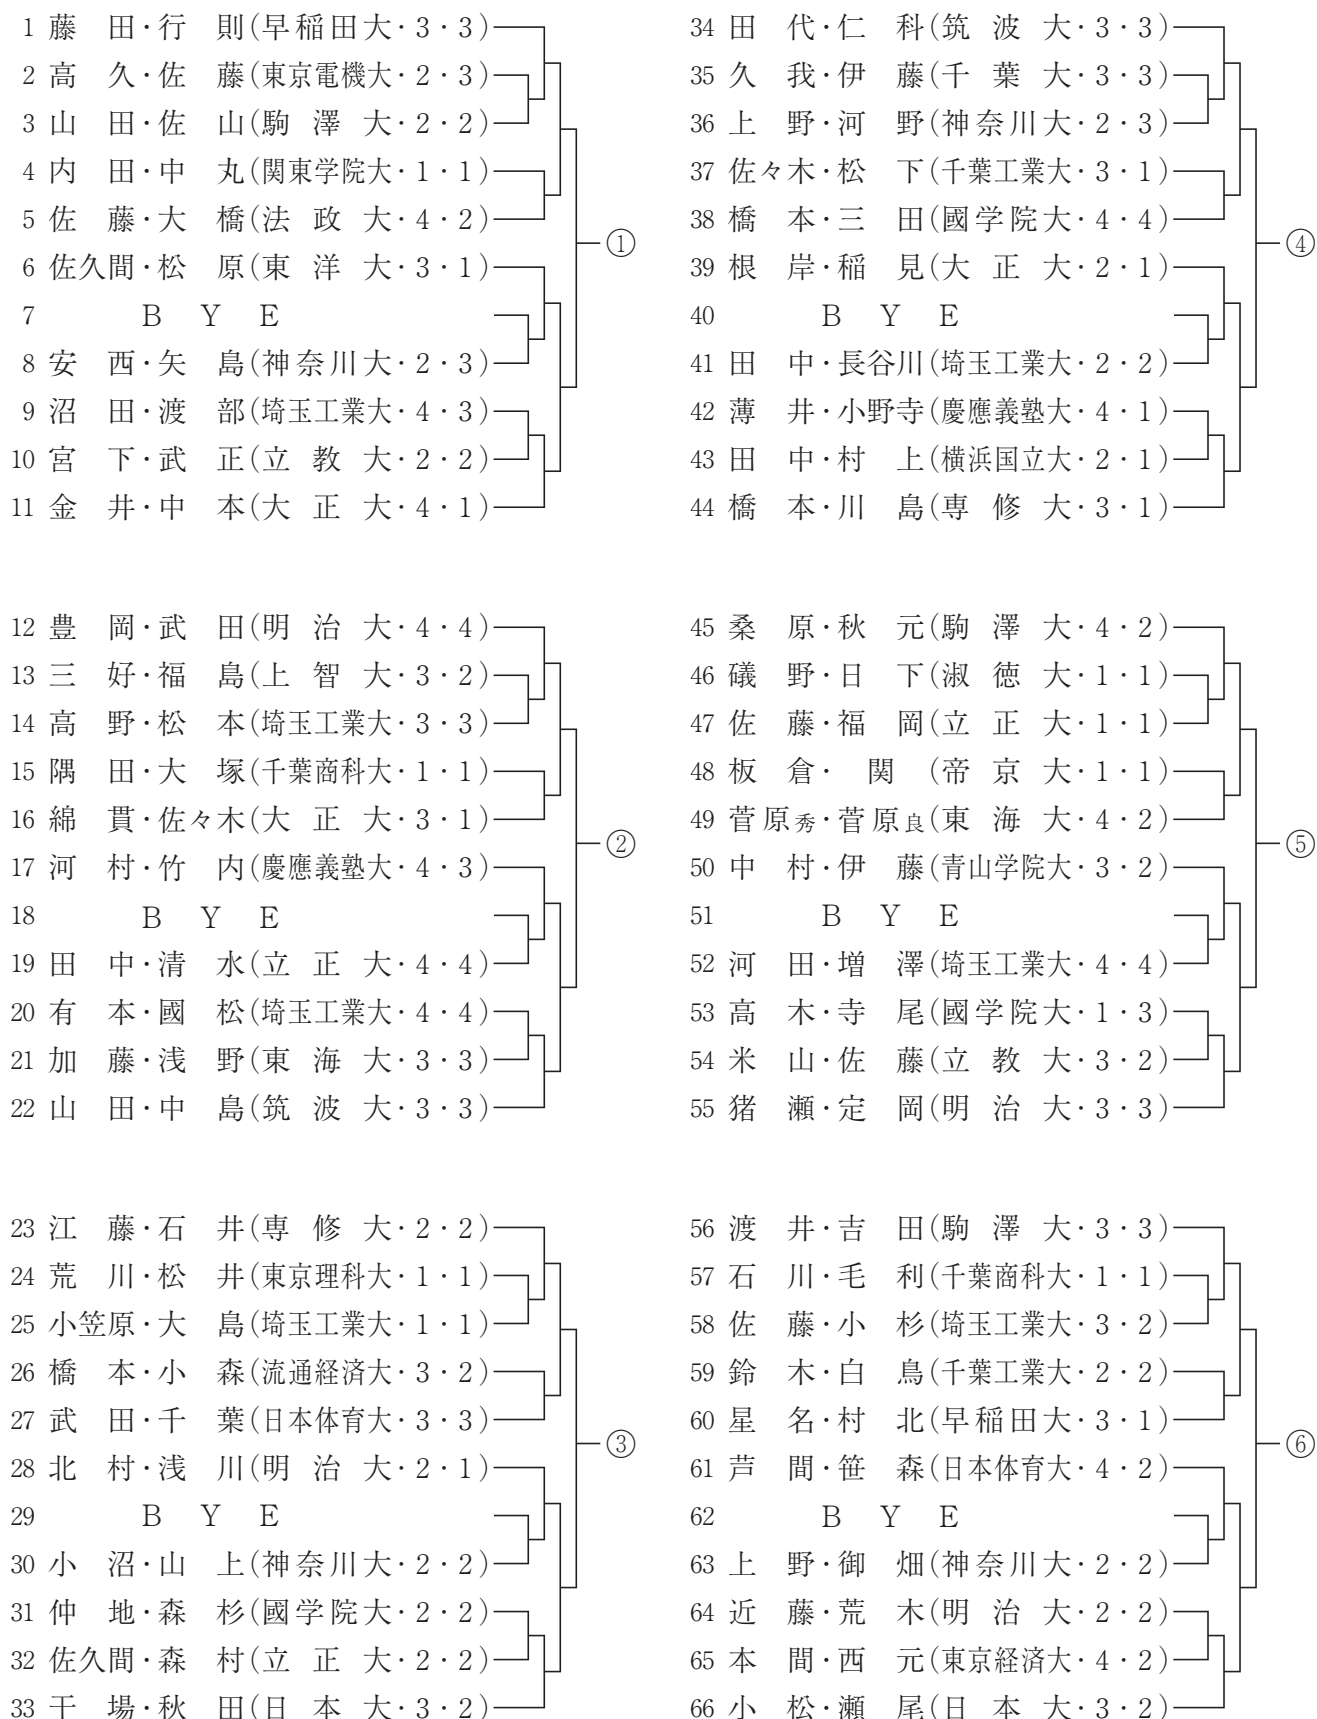 1 藤田・行則(早稲田大・3・3)
2 高久・佐藤(東京電機大・2・3)
3 山田・佐山(駒澤大・2・2)
4 内田・中丸(関東学院大・1・1)
5 佐藤・大橋(法政大・4・2)
①
6 佐久間・松原(東洋大・3・1)
7 BYE
8 安西・矢島(神奈川大・2・3)
9 沼田・渡部(埼玉工業大・4・3)
10 宮下・武正(立教大・2・2)
11 金井・中本(大正大・4・1)
12 豊岡・武田(明治大・4・4)
13 三好・福島(上智大・3・2)
14 高野・松本(埼玉工業大・3・3)
15 隅田・大塚(千葉商科大・1・1)
16 綿貫・佐々木(大正大・3・1)
②
17 河村・竹内(慶應義塾大・4・3)
18 BYE
19 田中・清水(立正大・4・4)
20 有本・國松(埼玉工業大・4・4)
21 加藤・浅野(東海大・3・3)
22 山田・中島(筑波大・3・3)
23 江藤・石井(専修大・2・2)
24 荒川・松井(東京理科大・1・1)
25 小笠原・大島(埼玉工業大・1・1)
26 橋本・小森(流通経済大・3・2)
27 武田・千葉(日本体育大・3・3)
③
28 北村・浅川(明治大・2・1)
29 BYE
30 小沼・山上(神奈川大・2・2)
31 仲地・森杉(國学院大・2・2)
32 佐久間・森村(立正大・2・2)
33 干場・秋田(日本大・3・2)
34 田代・仁科(筑波大・3・3)
35 久我・伊藤(千葉大・3・3)
36 上野・河野(神奈川大・2・3)
37 佐々木・松下(千葉工業大・3・1)
38 橋本・三田(國学院大・4・4)
④
39 根岸・稲見(大正大・2・1)
40 BYE
41 田中・長谷川(埼玉工業大・2・2)
42 薄井・小野寺(慶應義塾大・4・1)
43 田中・村上(横浜国立大・2・1)
44 橋本・川島(専修大・3・1)
45 桑原・秋元(駒澤大・4・2)
46 礒野・日下(淑徳大・1・1)
47 佐藤・福岡(立正大・1・1)
48 板倉・関(帝京大・1・1)
49 菅原秀・菅原良(東海大・4・2)
⑤
50 中村・伊藤(青山学院大・3・2)
51 BYE
52 河田・増澤(埼玉工業大・4・4)
53 高木・寺尾(國学院大・1・3)
54 米山・佐藤(立教大・3・2)
55 猪瀬・定岡(明治大・3・3)
56 渡井・吉田(駒澤大・3・3)
57 石川・毛利(千葉商科大・1・1)
58 佐藤・小杉(埼玉工業大・3・2)
59 鈴木・白鳥(千葉工業大・2・2)
60 星名・村北(早稲田大・3・1)
⑥
61 芦間・笹森(日本体育大・4・2)
62 BYE
63 上野・御畑(神奈川大・2・2)
64 近藤・荒木(明治大・2・2)
65 本間・西元(東京経済大・4・2)
66 小松・瀬尾(日本大・3・2)